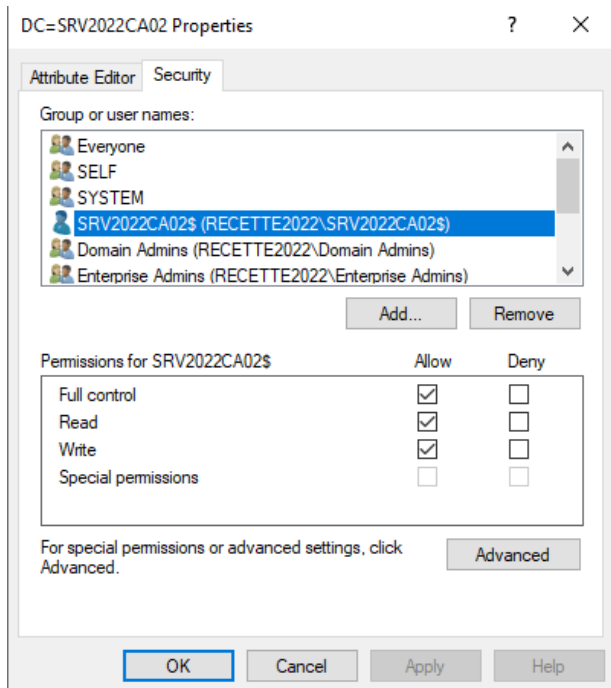 DC=SRV2022CA02 Properties ?
Attribute Editor Security
Group or user names:
Everyone
SELF
SYSTEM
SRV2022CA02$ (RECETTE2022\SRV2022CA02$)
Domain Admins (RECETTE2022\Domain Admins)
Enterprise Admins (RECETTE2022\Enterprise Admins)
Add... Remove
Permissions for SRV2022CA02$ Allow Deny
Full control
Read
Write
Special permissions
For special permissions or advanced settings, click
Advanced. Advanced
OK Cancel Apply Help